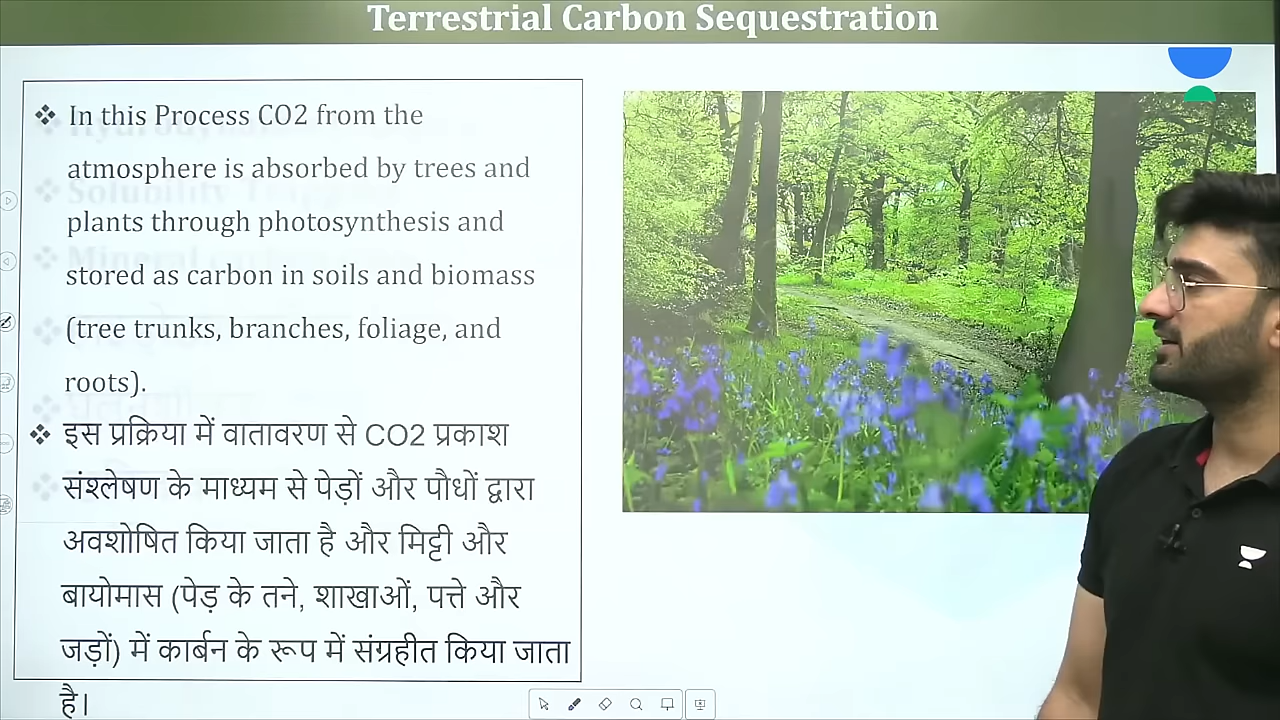 Terrestrial Carbon Sequestration
❖ In this Process CO2 from the
atmosphere is absorbed by trees and
plants through photosynthesis and
stored as carbon in soils and biomass
(tree trunks, branches, foliage, and
roots).
❖ इस प्रक्रिया में वातावरण से CO2 प्रकाश
संश्लेषण के माध्यम से पेड़ों और पौधों द्वारा
अवशोषित किया जाता है और मिट्टी और
बायोमास (पेड़ के तने, शाखाओं, पत्ते और
जड़ों) में कार्बन के रूप में संग्रहीत किया जाता
है।